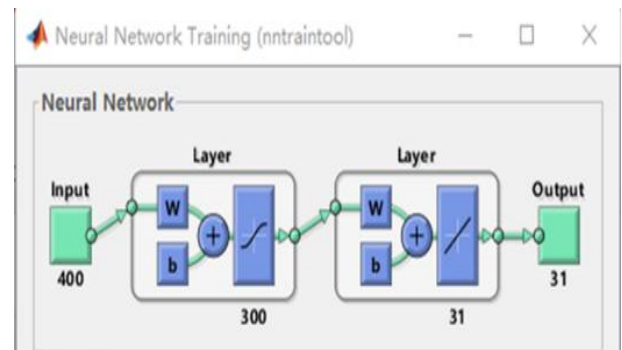 Neural Network Training (nntraintool)
Neural Network
Layer Layer
Input W W Output
b b
400 31
300 31